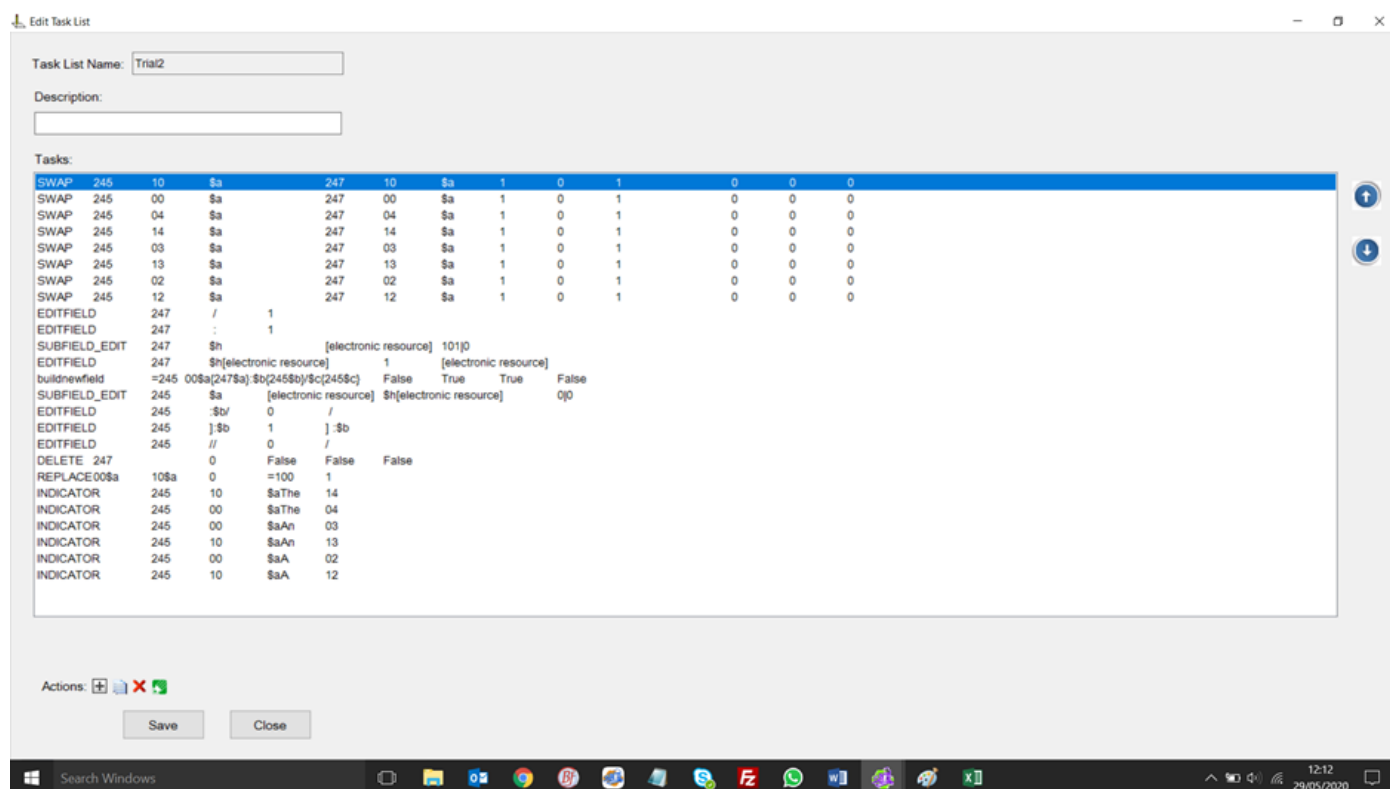 Edit Task List
Task List Name: Trial2
Description:
Tasks:
SWAP 245 10 $a 247 10 $a 1 0 1 0 0 0
SWAP 245 00 $a 247 00 $a 1 0 1 0 0 0
SWAP 245 04 $a 247 04 $a 1 0 1 0 0 0
SWAP 245 14 $a 247 14 $a 1 0 1 0 0 0
SWAP 245 03 $a 247 03 $a 1 0 1 0 0 0
SWAP 245 13 $a 247 13 $a 1 0 1 0 0 0
SWAP 245 02 $a 247 02 $a 1 0 1 0 0 0
SWAP 245 12 $a 247 12 $a 1 0 1 0 0 0
EDITFIELD 247 / 1
EDITFIELD 247 : 1
SUBFIELD_EDIT 247 $h [electronic resource] 101|0
EDITFIELD 247 $h[electronic resource] 1 [electronic resource]
buildnewfield =245 00$a{247$a}:$b{245$b}/$c{245$c} False True True False
SUBFIELD_EDIT 245 $a [electronic resource] $h[electronic resource] 0|0
EDITFIELD 245 :$b/ 0 /
EDITFIELD 245 ]:$b 1 ] :$b
EDITFIELD 245 // 0 /
DELETE 247 0 False False False
REPLACE00$a 10$a 0 =100 1
INDICATOR 245 10 $aThe 14
INDICATOR 245 00 $aThe 04
INDICATOR 245 00 $aAn 03
INDICATOR 245 10 $aAn 13
INDICATOR 245 00 $aA 02
INDICATOR 245 10 $aA 12
Actions:
Save Close
Search Windows
12:12
29/05/2020